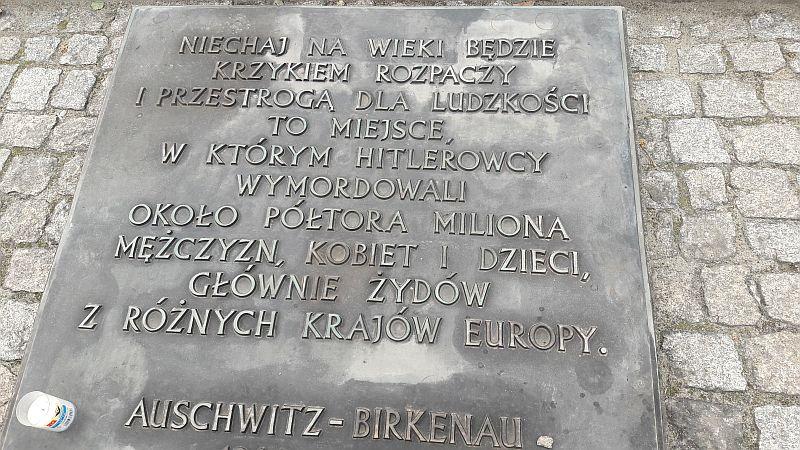 NIECHAJ NA WIEKI BĘDZIE
KRZYKIEM ROZPACZY
I PRZESTROGĄ DLA LUDZKOŚCI
TO MIEJSCE,
W KTÓRYM HITLEROWCY
WYMORDOWALI
OKOŁO PÓŁTORA MILIONA
MĘŻCZYZN, KOBIET I DZIECI,
GŁÓWNIE ŻYDÓW
Z RÓŻNYCH KRAJÓW EUROPY.
AUSCHWITZ - BIRKENAU